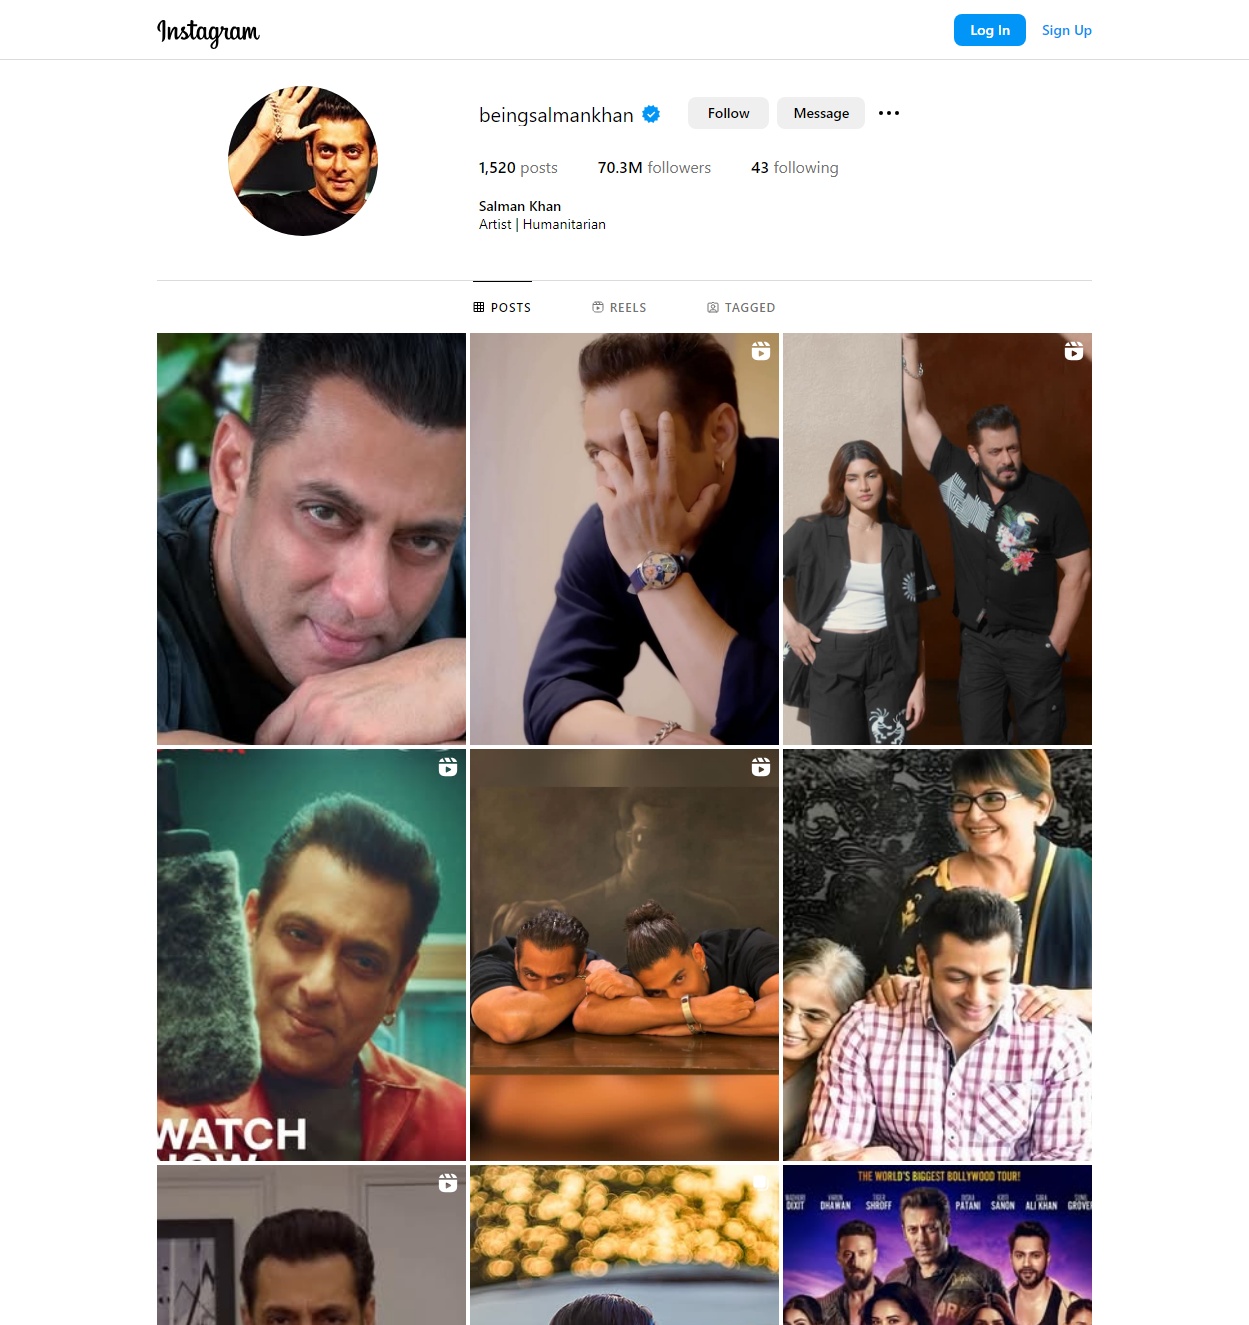 Instagram
Log In
Sign Up
beingsalmankhan
Follow
Message
1,520 posts
70.3M followers
43 following
Salman Khan
Artist | Humanitarian
POSTS
REELS
TAGGED
WATCH
NOW
THE WORLD'S BIGGEST BOLLYWOOD TOUR!
MADHURI DIXIT
VARUN DHAWAN
TIGER SHROFF
DISHA PATANI
KRITI SANON
SARA ALI KHAN
SUNIL GROVER